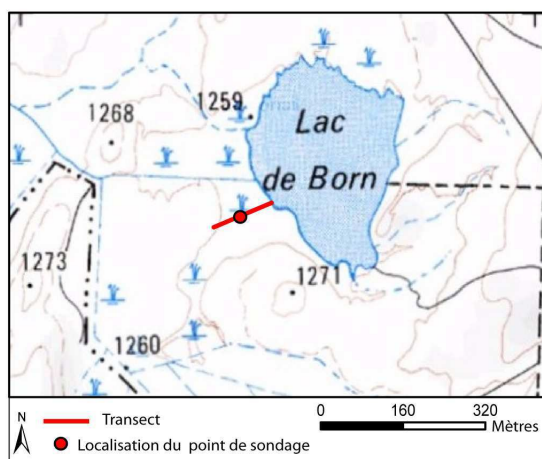 1268
1259
Lac
de Born
1273
1271
1260
N
Transect
Localisation du point de sondage
0 160 320
Mètres